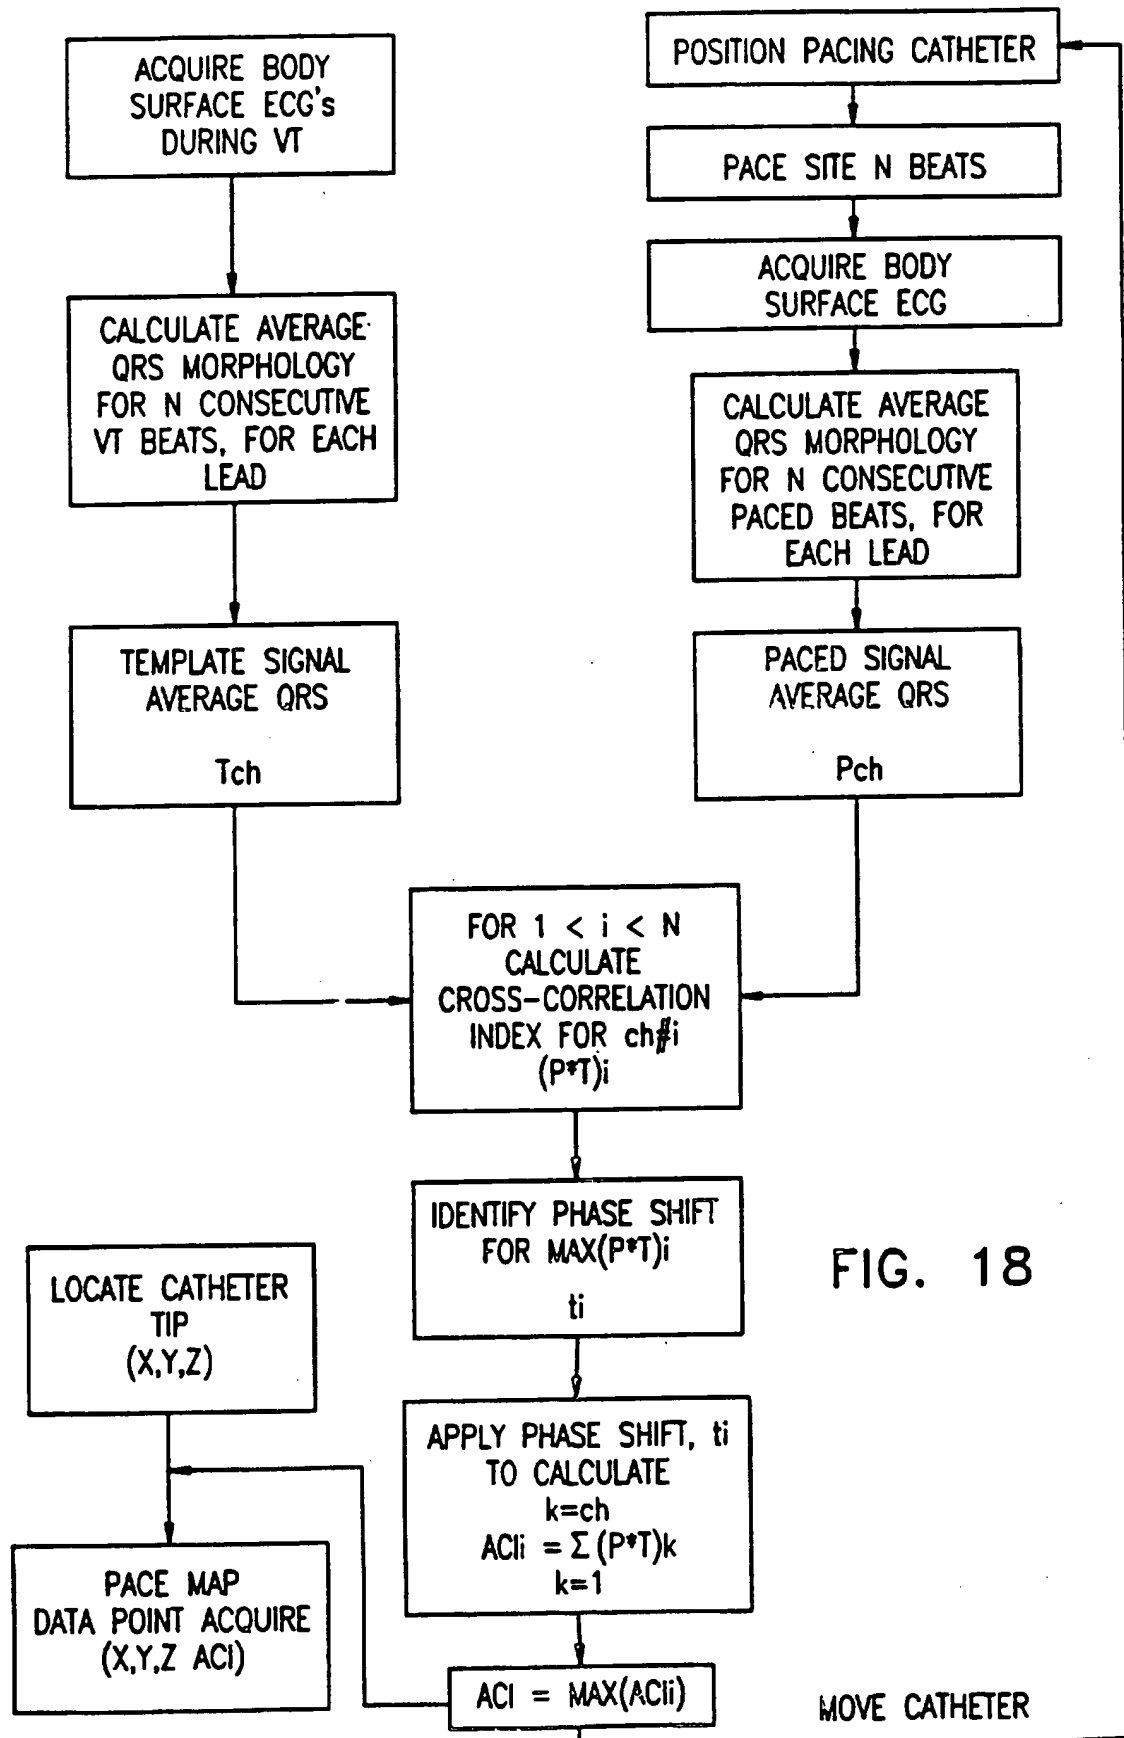 ACQUIRE BODY
SURFACE ECG's
DURING VT
CALCULATE AVERAGE
QRS MORPHOLOGY
FOR N CONSECUTIVE
VT BEATS, FOR EACH
LEAD
TEMPLATE SIGNAL
AVERAGE QRS
Tch
POSITION PACING CATHETER
PACE SITE N BEATS
ACQUIRE BODY
SURFACE ECG
CALCULATE AVERAGE
QRS MORPHOLOGY
FOR N CONSECUTIVE
PACED BEATS, FOR
EACH LEAD
PACED SIGNAL
AVERAGE QRS
Pch
FOR 1 < i < N
CALCULATE
CROSS-CORRELATION
INDEX FOR ch#i
(P*T)i
IDENTIFY PHASE SHIFT
FOR MAX(P*T)i
ti
FIG. 18
LOCATE CATHETER
TIP
(X,Y,Z)
APPLY PHASE SHIFT, ti
TO CALCULATE
k=ch
ACIi = Σ(P*T)k
k=1
PACE MAP
DATA POINT ACQUIRE
(X,Y,Z ACI)
ACI = MAX(ACIi)
MOVE CATHETER